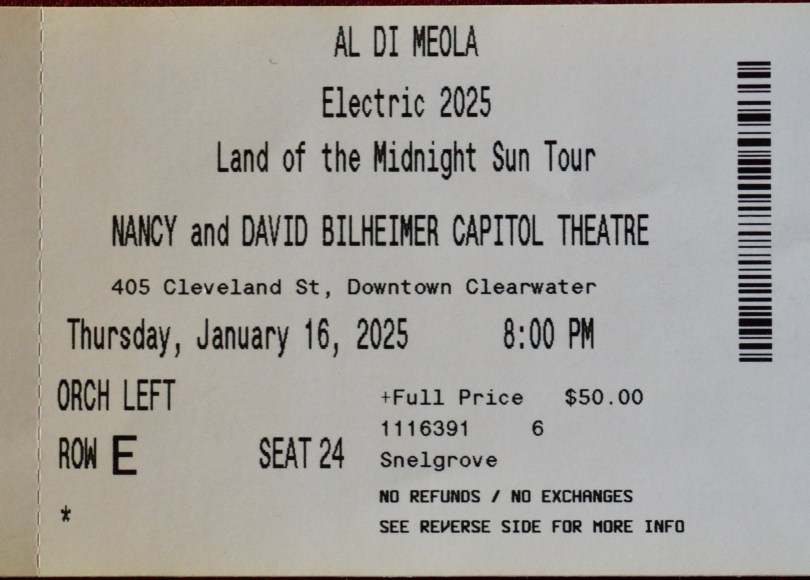 AL DI MEOLA
Electric 2025
Land of the Midnight Sun Tour
NANCY and DAVID BILHEIMER CAPITOL THEATRE
405 Cleveland St, Downtown Clearwater
Thursday, January 16, 2025 8:00 PM
ORCH LEFT
+Full Price $50.00
1116391 6
ROW E SEAT 24
Snelgrove
NO REFUNDS / NO EXCHANGES
*
SEE REVERSE SIDE FOR MORE INFO